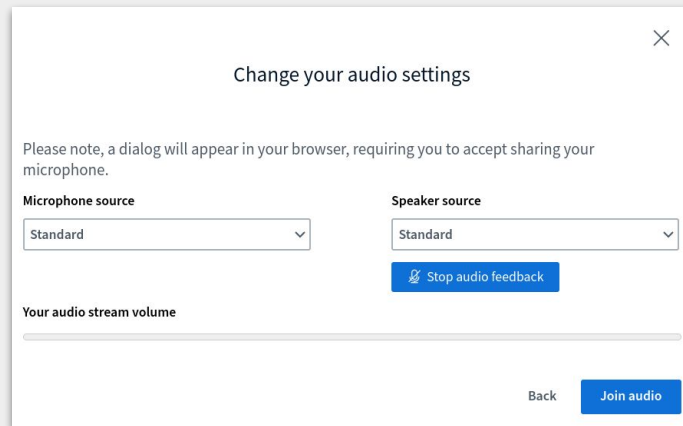 Change your audio settings
Please note, a dialog will appear in your browser, requiring you to accept sharing your
microphone.
Microphone source
Speaker source
Standard
Standard
Stop audio feedback
Your audio stream volume
Back
Join audio